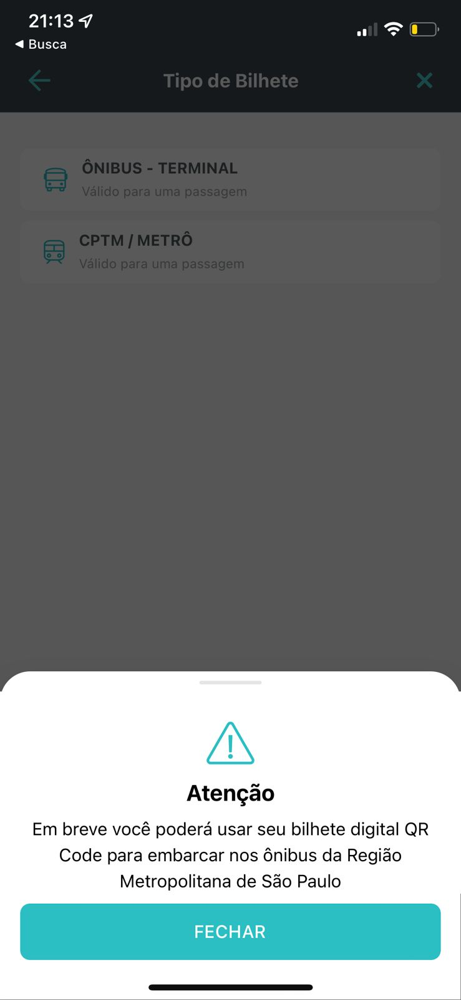 21:13
◀ Busca
Tipo de Bilhete
ÔNIBUS - TERMINAL
Válido para uma passagem
CPTM / METRÔ
Válido para uma passagem
Atenção
Em breve você poderá usar seu bilhete digital QR
Code para embarcar nos ônibus da Região
Metropolitana de São Paulo
FECHAR